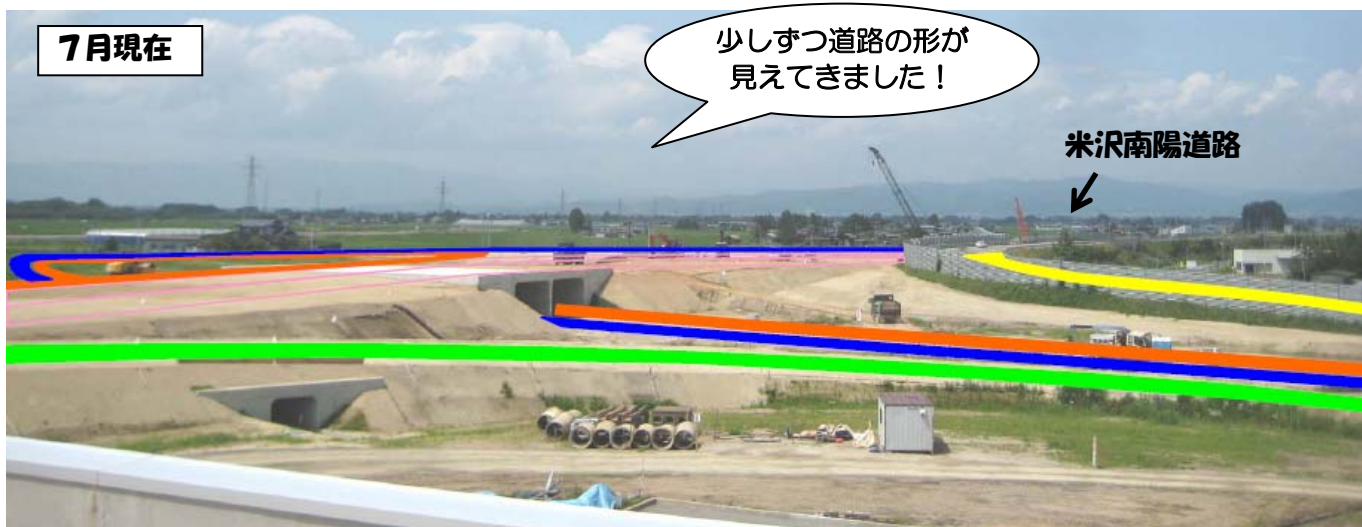 7月現在
少しずつ道路の形が
見えてきました！
米沢南陽道路